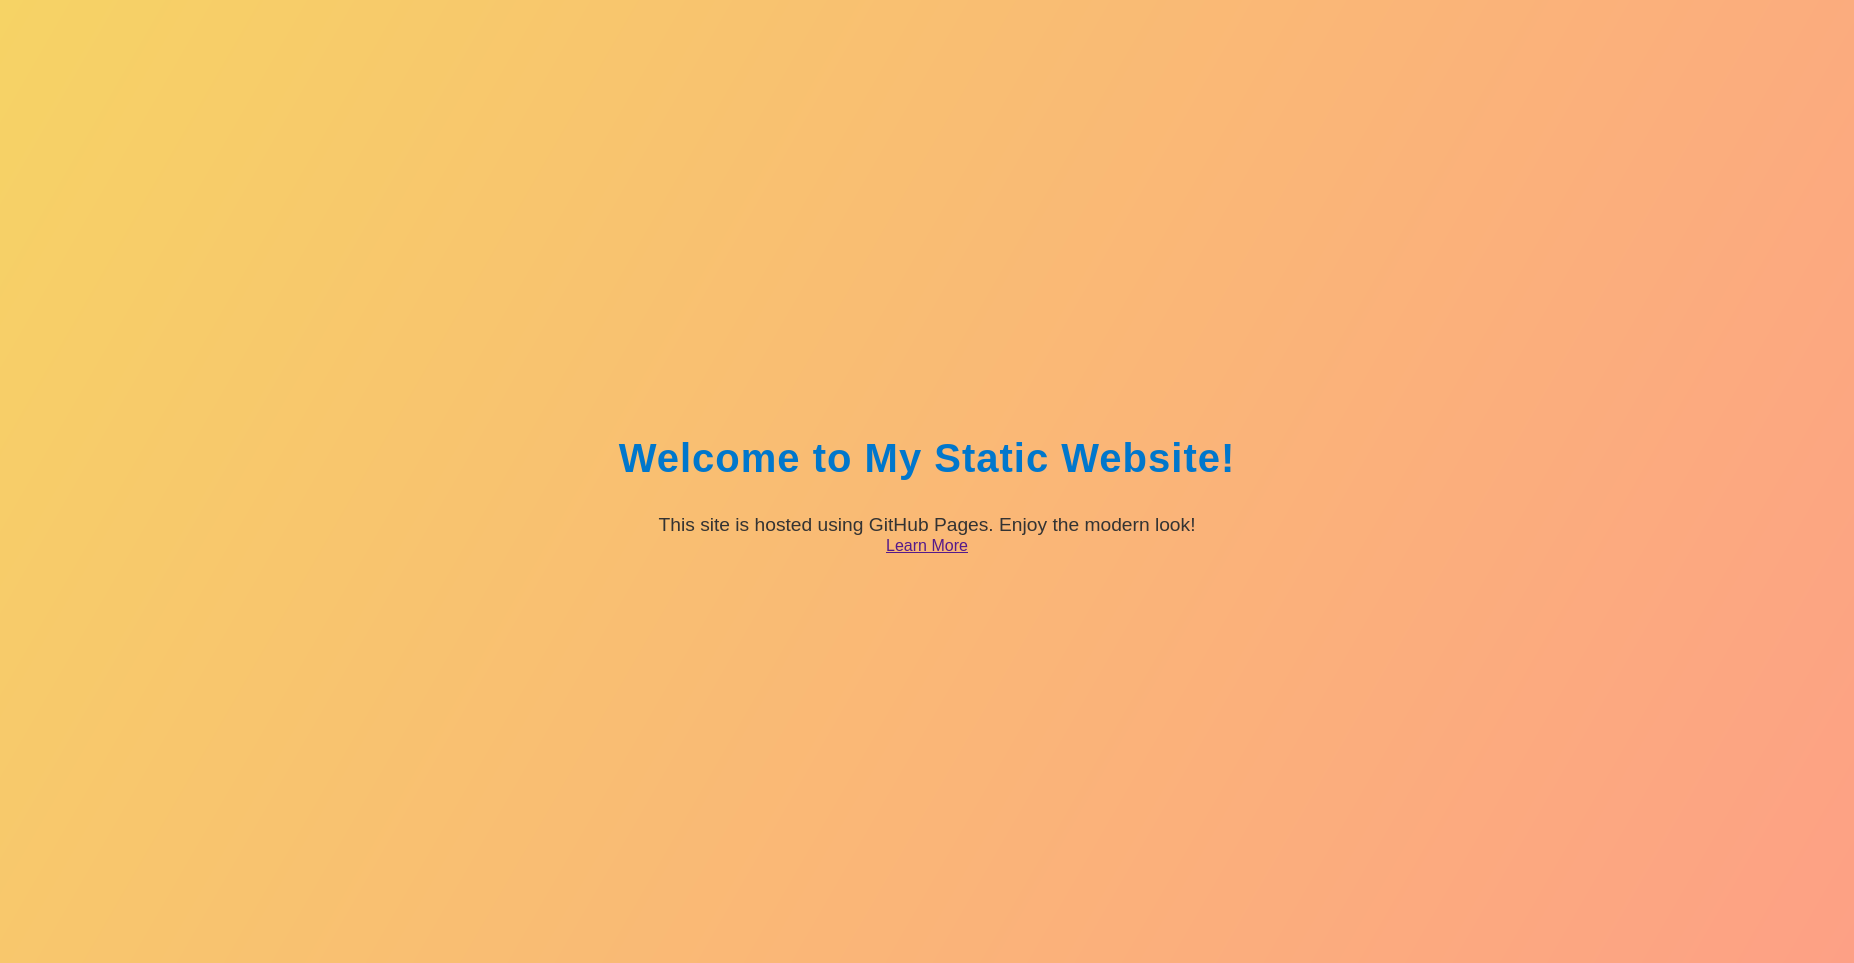 Welcome to My Static Website!
This site is hosted using GitHub Pages. Enjoy the modern look!
Learn More